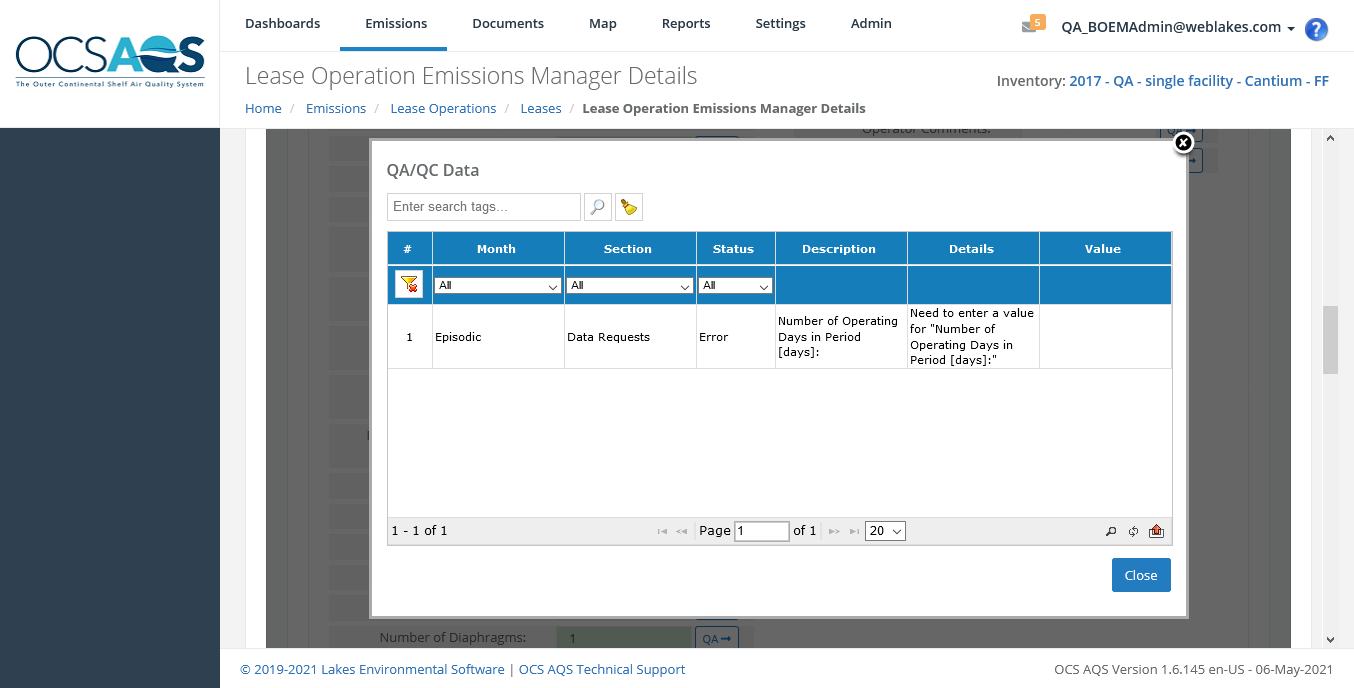 Dashboards Emissions Documents Map Reports Settings Admin 5 QA_BOEMAdmin@weblakes.com ?
OCSAQS
The Outer Continental Shelf Air Quality System
Lease Operation Emissions Manager Details
Inventory: 2017 - QA - single facility - Cantium - FF
Home / Emissions / Lease Operations / Leases / Lease Operation Emissions Manager Details
Operator Comments:
QA/QC Data
Enter search tags...
# Month Section Status Description Details Value
All All All
1 Episodic Data Requests Error Number of Operating Days in Period [days]: Need to enter a value for "Number of Operating Days in Period [days]:"
1 - 1 of 1 Page 1 of 1 20
Close
Number of Diaphragms: 1 QA
© 2019-2021 Lakes Environmental Software | OCS AQS Technical Support
OCS AQS Version 1.6.145 en-US - 06-May-2021